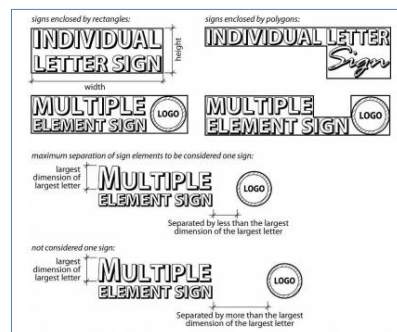 signs enclosed by rectangles:
INDIVIDUAL
LETTER SIGN
height
width
MULTIPLE
ELEMENT SIGN
LOGO
signs enclosed by polygons:
INDIVIDUAL LETTER
Sign
MULTIPLE
ELEMENT SIGN
LOGO
maximum separation of sign elements to be considered one sign:
largest
dimension of
largest letter
MULTIPLE
ELEMENT SIGN
LOGO
Separated by less than the largest
dimension of the largest letter
not considered one sign:
largest
dimension of
largest letter
MULTIPLE
ELEMENT SIGN
LOGO
Separated by more than the largest
dimension of the largest letter